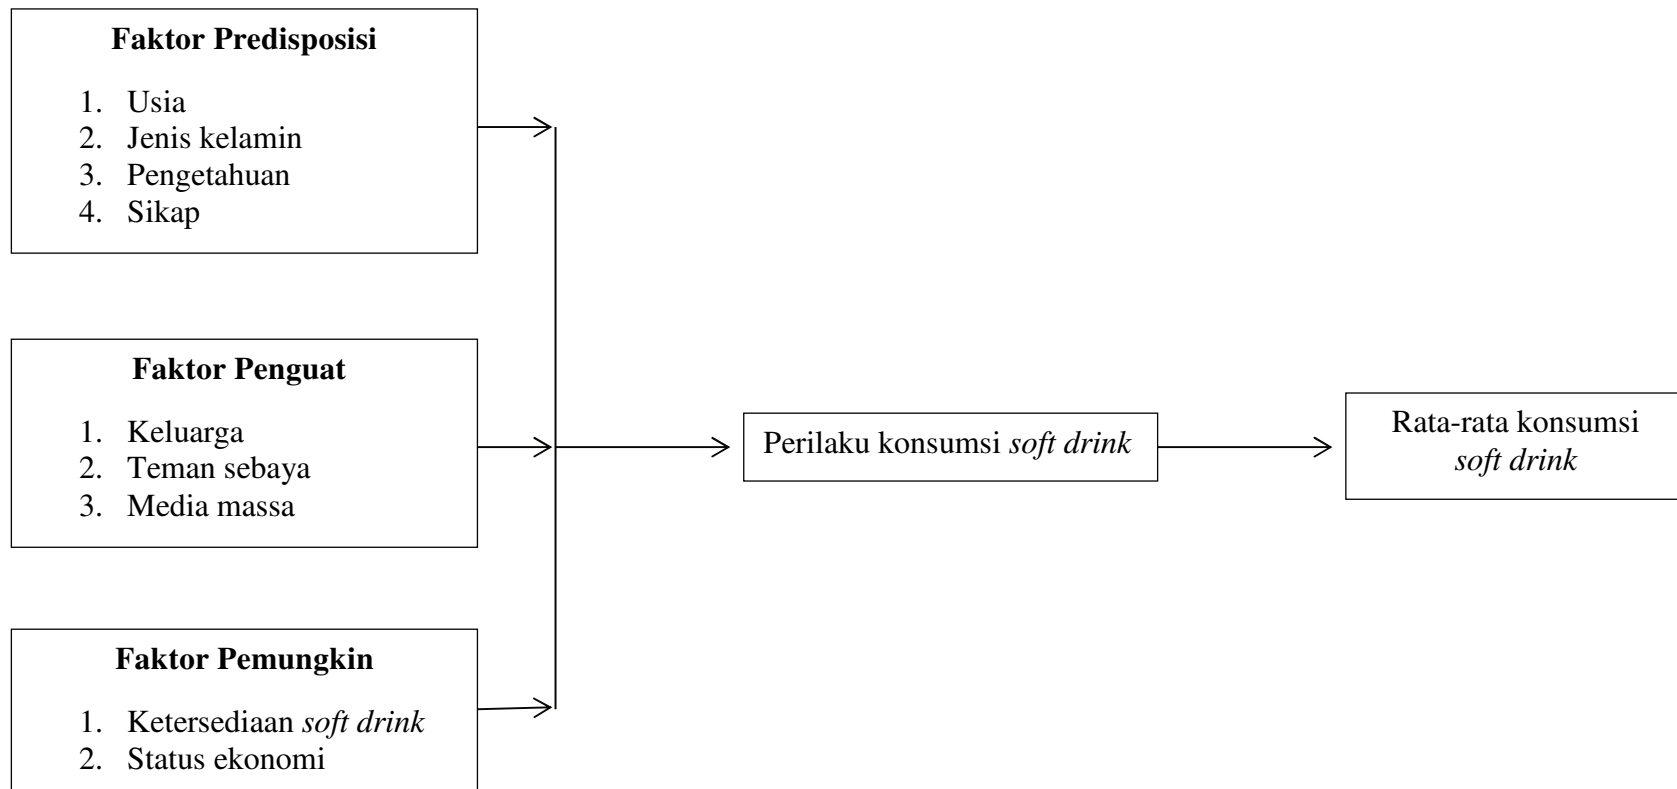 Faktor Predisposisi
1. Usia
2. Jenis kelamin
3. Pengetahuan
4. Sikap
Faktor Penguat
1. Keluarga
2. Teman sebaya
3. Media massa
Faktor Pemungkin
1. Ketersediaan soft drink
2. Status ekonomi
Perilaku konsumsi soft drink
Rata-rata konsumsi
soft drink